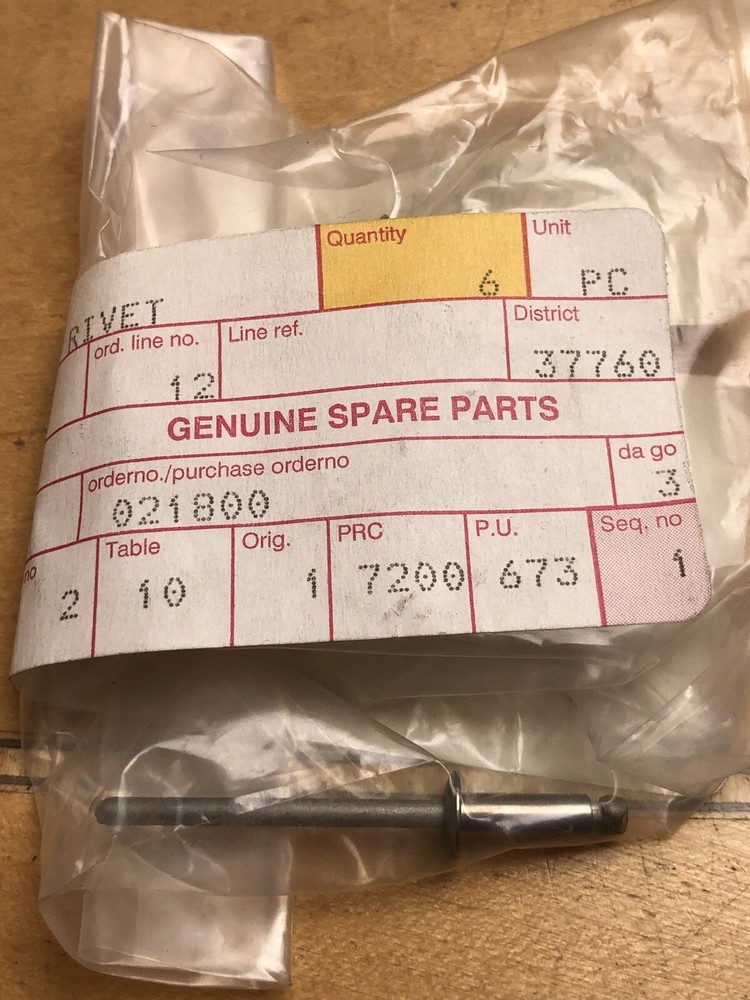 Quantity Unit
RIVET 6 PC
ord. line no. Line ref. District
12 37760
GENUINE SPARE PARTS
orderno./purchase orderno da go
021800 3
no Table Orig. PRC P.U. Seq. no
2 10 1 7200 673 1